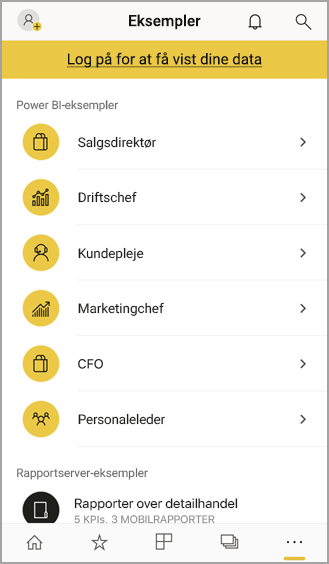 Eksempler
Log på for at få vist dine data
Power BI-eksempler
Salgsdirektør
Driftschef
Kundepleje
Marketingchef
CFO
Personaleleder
Rapportserver-eksempler
Rapporter over detailhandel
5 KPIs, 3 MOBILRAPPORTER